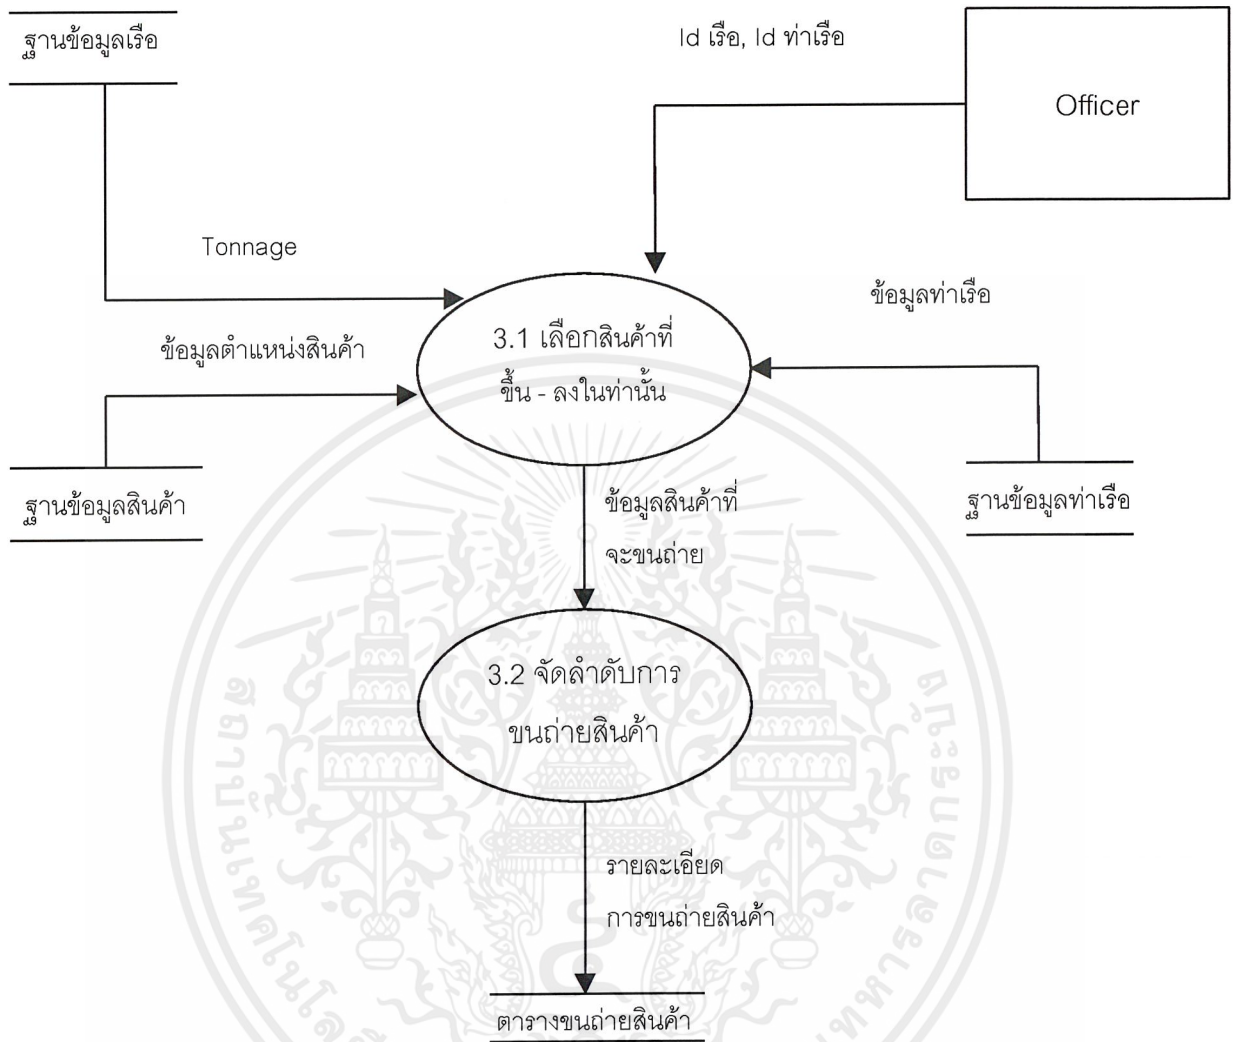 ฐานข้อมูลเรือ
Id เรือ, Id ท่าเรือ
Officer
Tonnage
ข้อมูลท่าเรือ
ข้อมูลตำแหน่งสินค้า
3.1 เลือกสินค้าที่
ขึ้น - ลงในท่านั้น
ฐานข้อมูลสินค้า
ข้อมูลสินค้าที่
จะขนถ่าย
ฐานข้อมูลท่าเรือ
3.2 จัดลำดับการ
ขนถ่ายสินค้า
รายละเอียด
การขนถ่ายสินค้า
ตารางขนถ่ายสินค้า